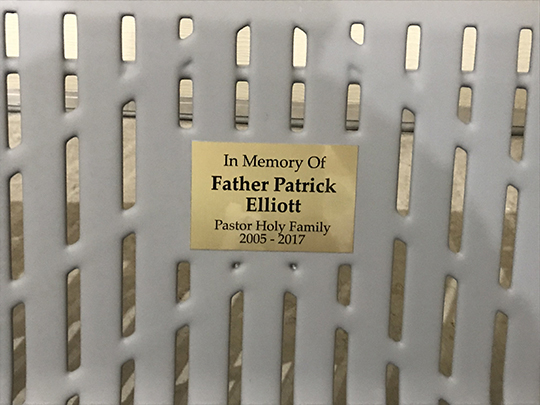 In Memory Of
Father Patrick
Elliott
Pastor Holy Family
2005 - 2017